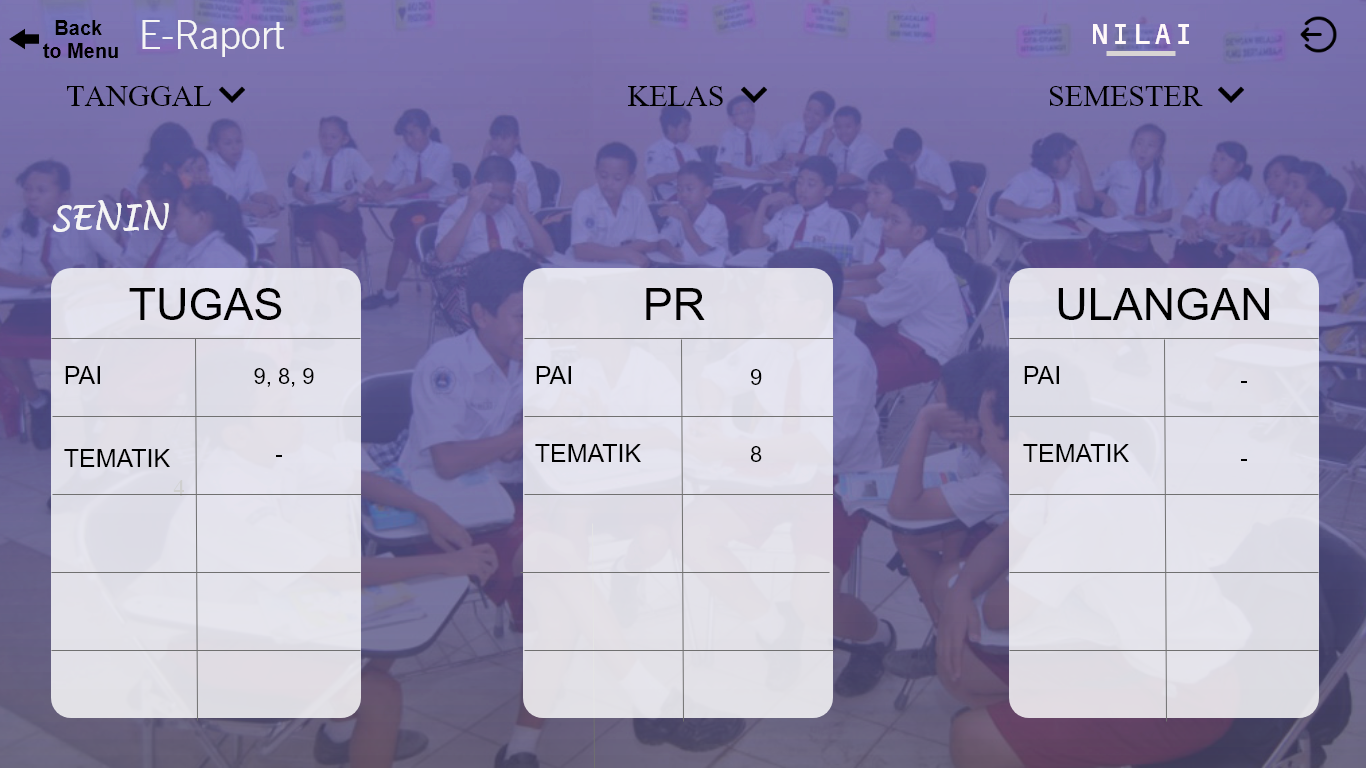 Back
to Menu
E-Raport
NILAI
TANGGAL
KELAS
SEMESTER
SENIN
TUGAS
PAI
9, 8, 9
TEMATIK
-
PR
PAI
9
TEMATIK
8
ULANGAN
PAI
-
TEMATIK
-